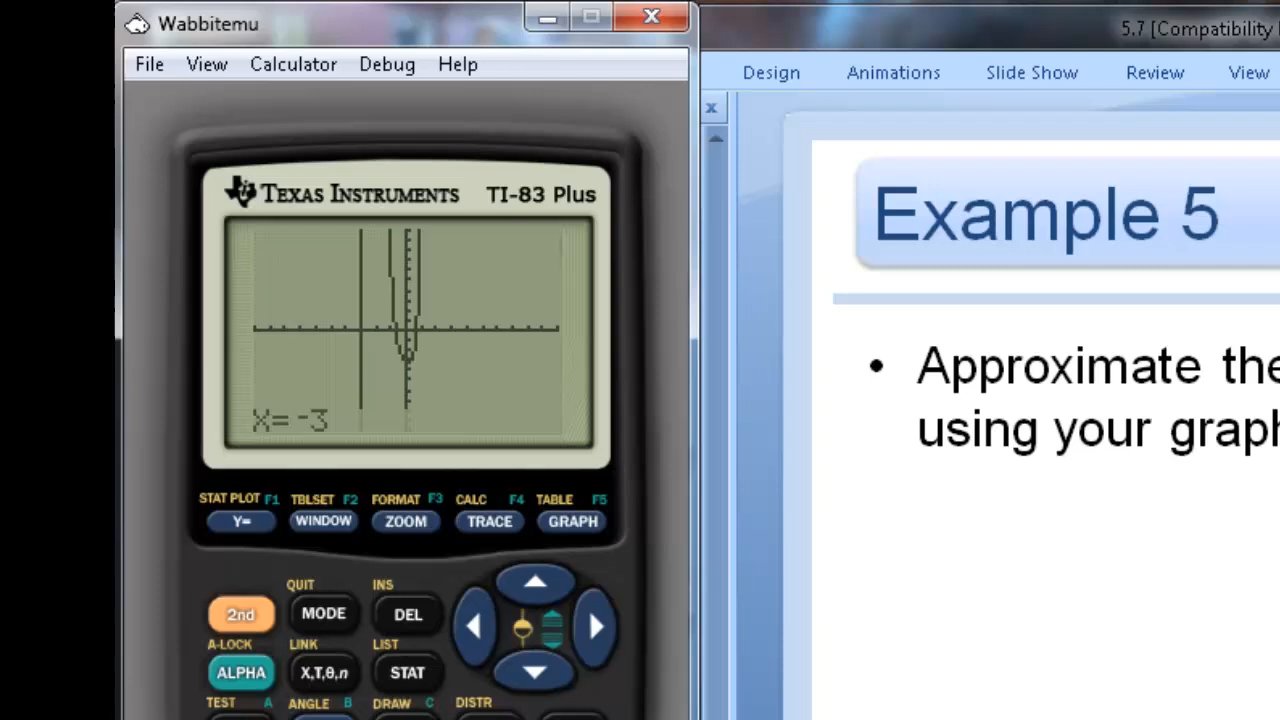 Wabbitemu
5.7 [Compatibility
File View Calculator Debug Help
Design Animations Slide Show Review View
x
TEXAS INSTRUMENTS TI-83 Plus
Example 5
X= -3
Approximate the
• using your graph
STAT PLOT F1 TBLSET F2 FORMAT F3 CALC F4 TABLE F5
Y= WINDOW ZOOM TRACE GRAPH
QUIT INS
2nd MODE DEL
A-LOCK LINK LIST
ALPHA X,T,θ,n STAT
TEST A ANGLE B DRAW C DISTR